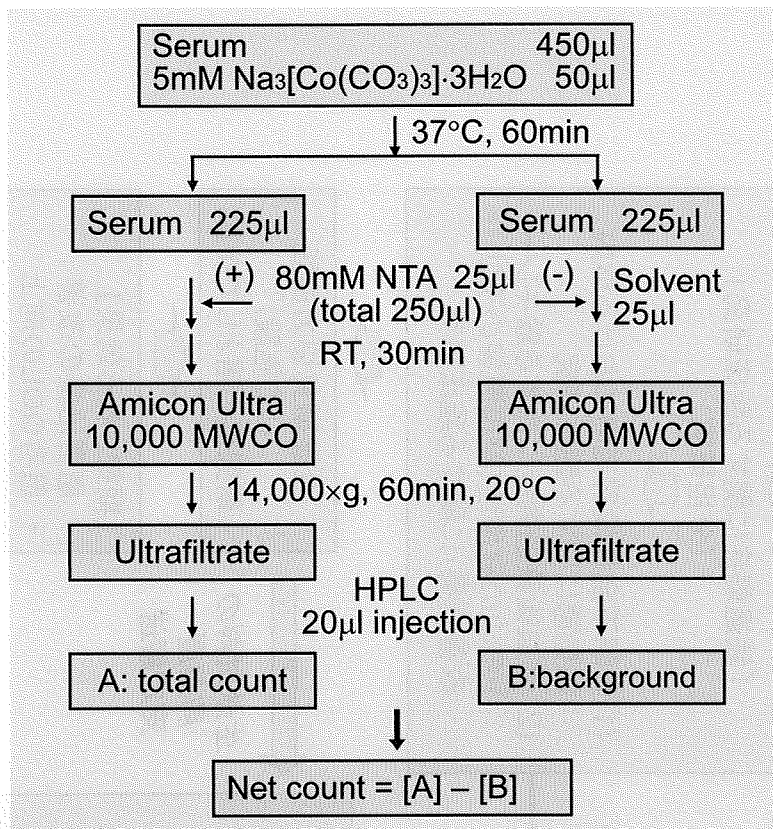 Serum 450μl
5mM Na₃[Co(CO₃)₃]·3H₂O 50μl
37°C, 60min
Serum 225μl
Serum 225μl
(+) 80mM NTA 25μl (-)
(total 250μl)
Solvent
25μl
RT, 30min
Amicon Ultra
10,000 MWCO
Amicon Ultra
10,000 MWCO
14,000×g, 60min, 20°C
Ultrafiltrate
Ultrafiltrate
HPLC
20μl injection
A: total count
B:background
Net count = [A] – [B]